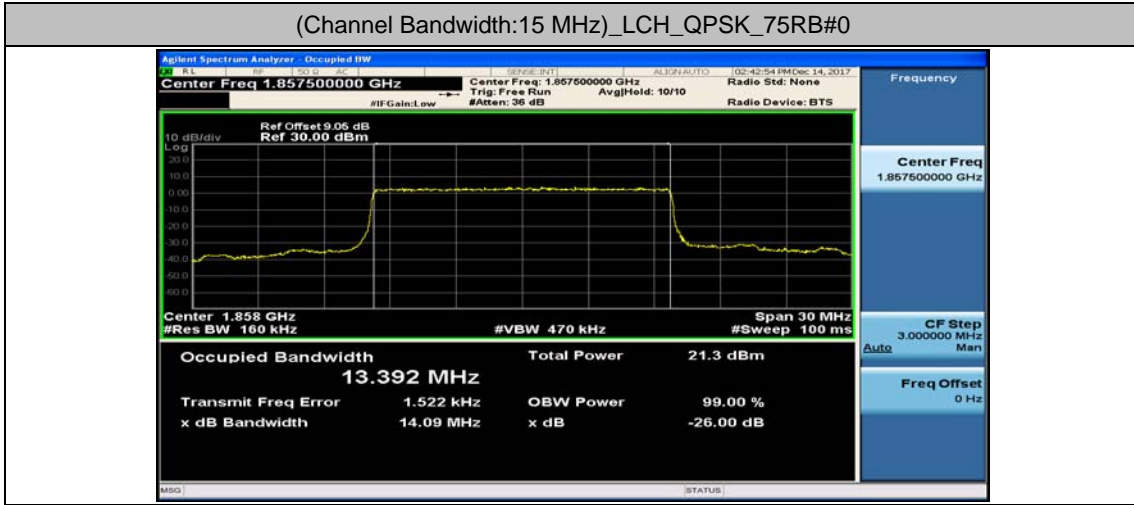 (Channel Bandwidth:15 MHz)_LCH_QPSK_75RB#0
Agilent Spectrum Analyzer - Occupied BW
RL RF 50 Ω AC SENSE:INT ALIGN AUTO 02:42:54 PM Dec 14, 2017
Center Freq 1.857500000 GHz
Center Freq: 1.857500000 GHz
Radio Std: None
Trig: Free Run Avg|Hold: 10/10
#IFGain:Low #Atten: 36 dB Radio Device: BTS
Ref Offset 9.05 dB
10 dB/div Ref 30.00 dBm
Log
20.0
10.0
0.00
-10.0
-20.0
-30.0
-40.0
-50.0
-60.0
Center 1.858 GHz Span 30 MHz
#Res BW 160 kHz #VBW 470 kHz #Sweep 100 ms
Occupied Bandwidth Total Power 21.3 dBm
13.392 MHz
Transmit Freq Error 1.522 kHz OBW Power 99.00 %
x dB Bandwidth 14.09 MHz x dB -26.00 dB
MSG STATUS
Frequency
Center Freq
1.857500000 GHz
CF Step
3.000000 MHz
Auto Man
Freq Offset
0 Hz